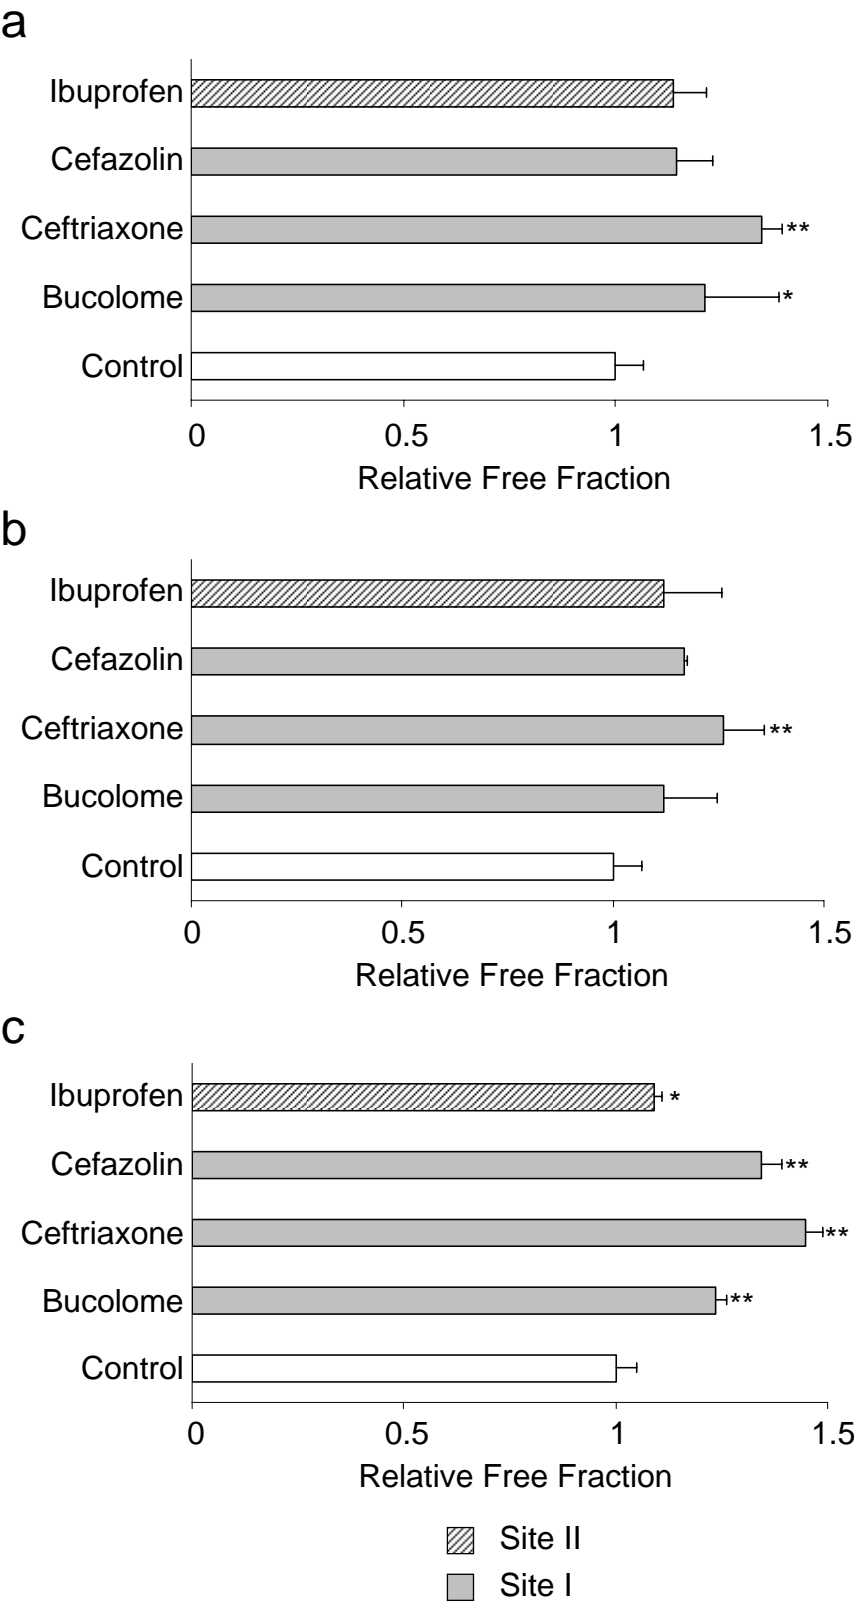 a
Ibuprofen
Cefazolin
Ceftriaxone **
Bucolome *
Control
0 0.5 1 1.5
Relative Free Fraction
b
Ibuprofen
Cefazolin
Ceftriaxone **
Bucolome
Control
0 0.5 1 1.5
Relative Free Fraction
c
Ibuprofen *
Cefazolin **
Ceftriaxone **
Bucolome **
Control
0 0.5 1 1.5
Relative Free Fraction
Site II
Site I